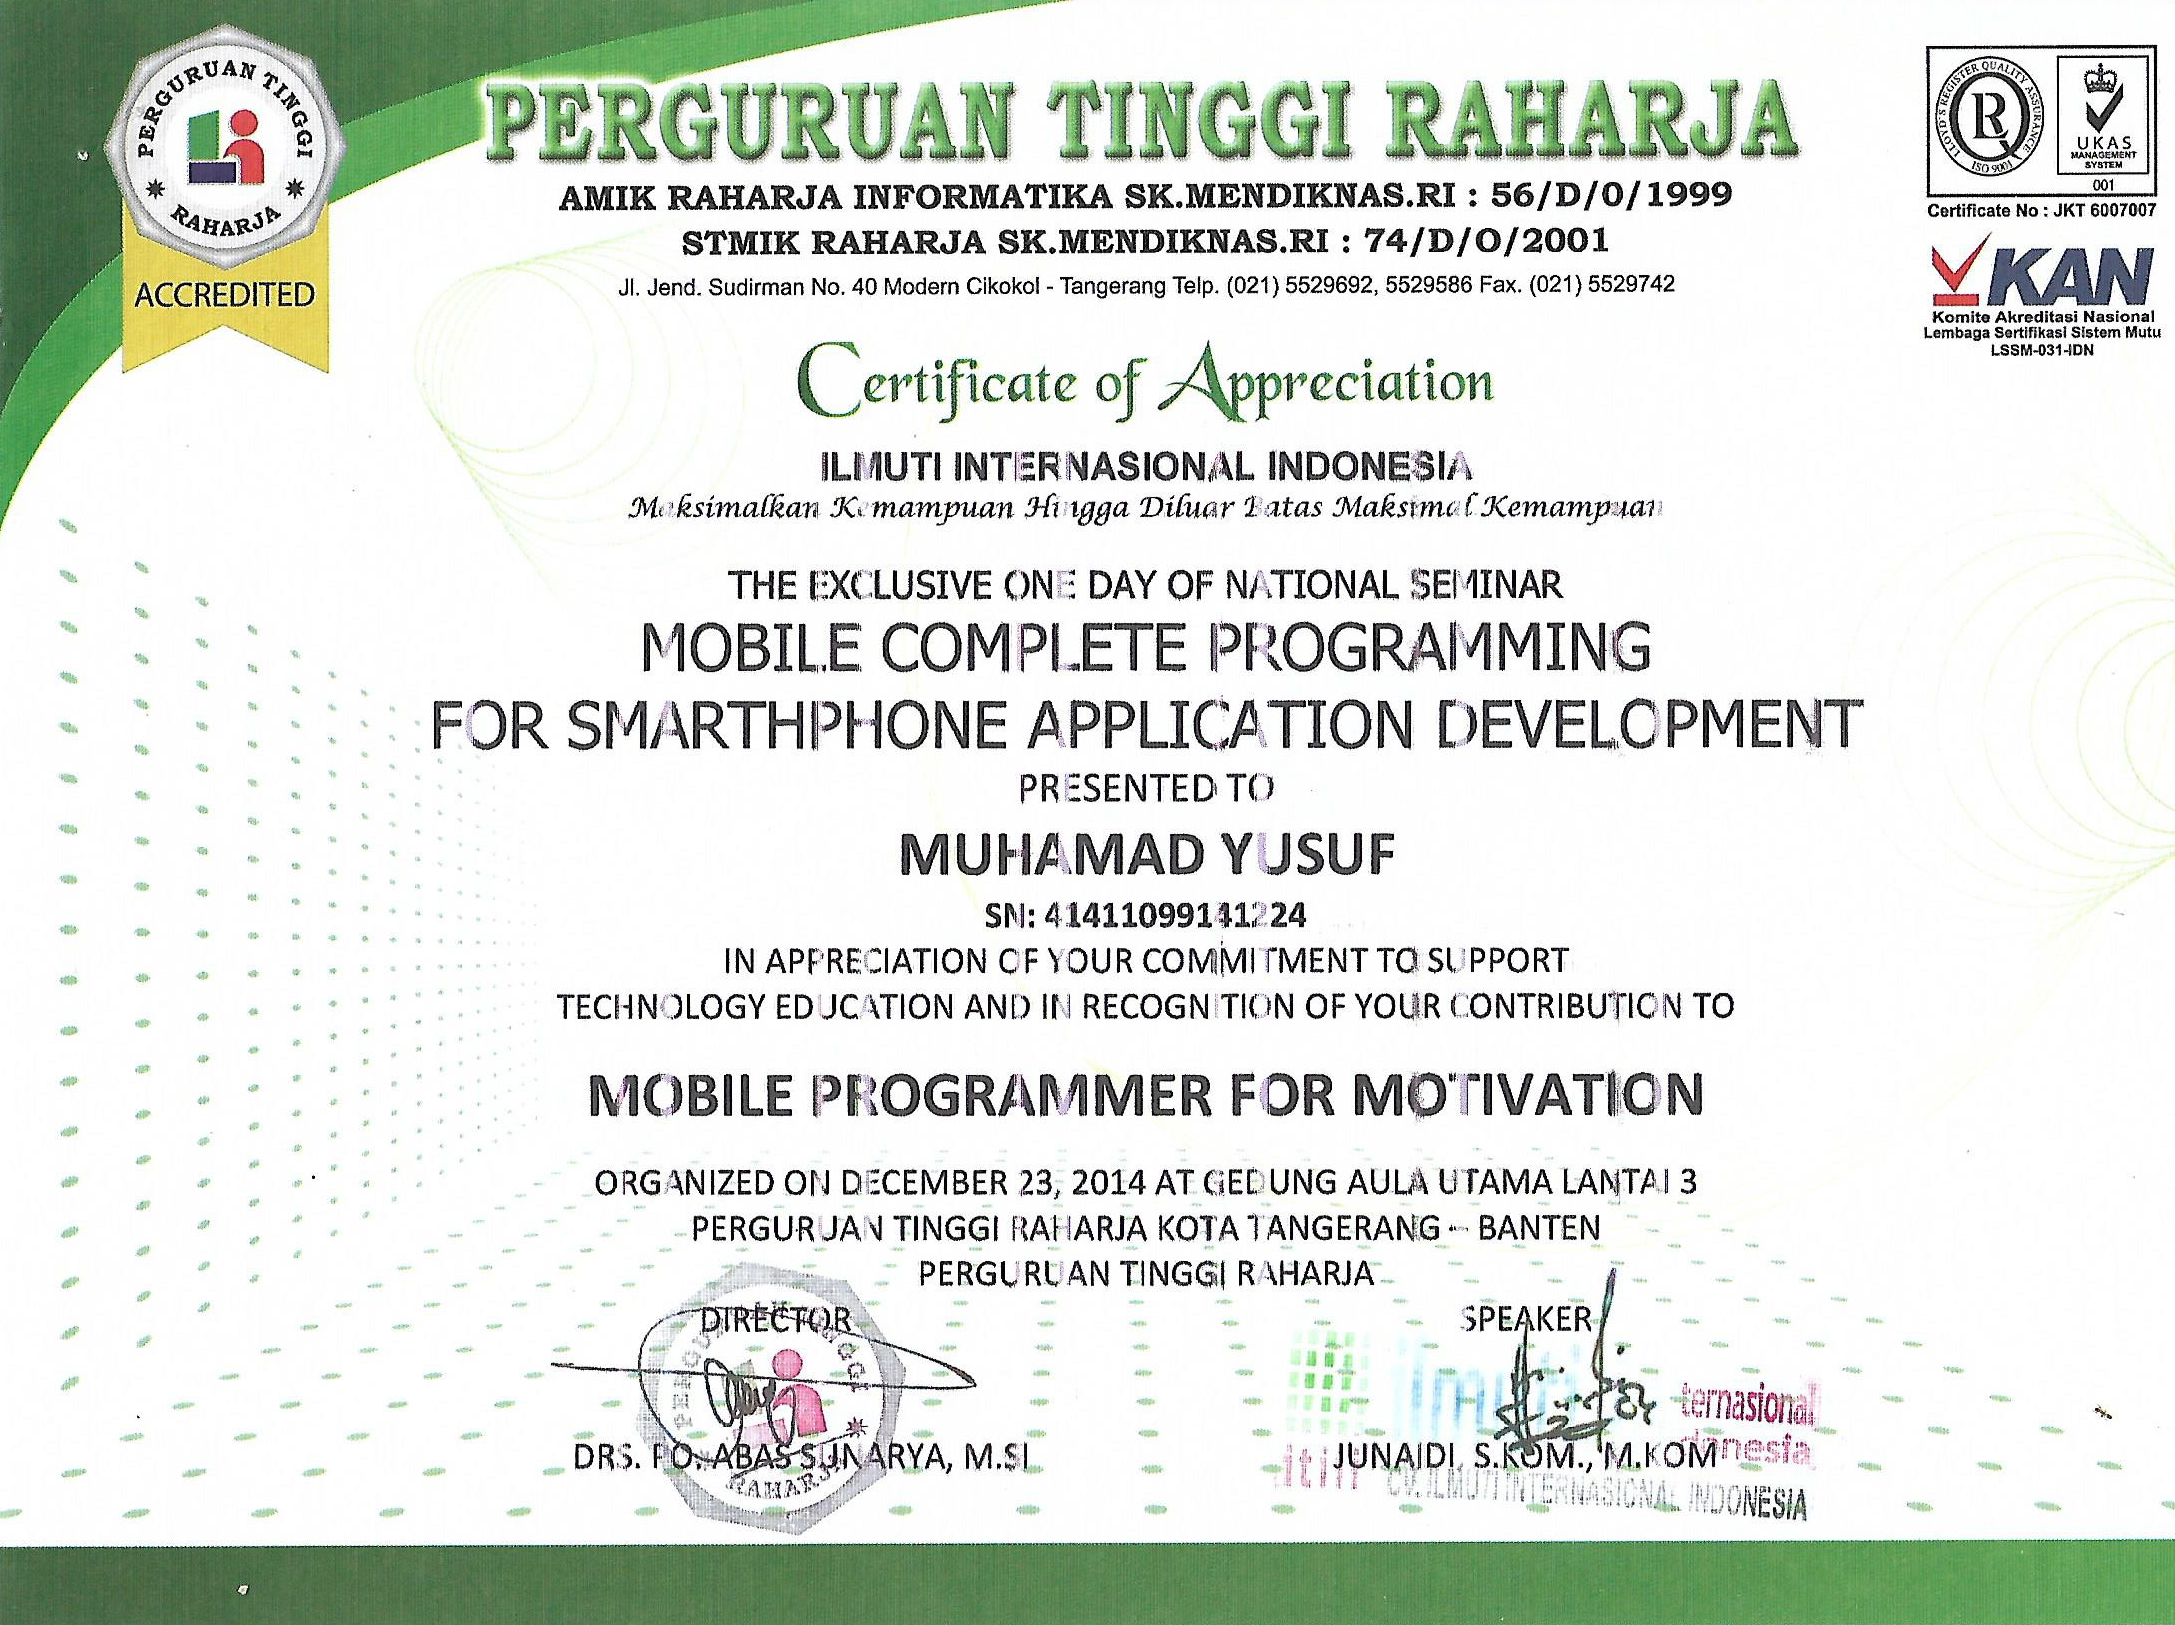 PERGURUAN TINGGI RAHARJA
ACCREDITED
PERGURUAN TINGGI RAHARJA
AMIK RAHARJA INFORMATIKA SK.MENDIKNAS.RI : 56/D/0/1999
STMIK RAHARJA SK.MENDIKNAS.RI : 74/D/O/2001
Jl. Jend. Sudirman No. 40 Modern Cikokol - Tangerang Telp. (021) 5529692, 5529586 Fax. (021) 5529742
LLOYD'S REGISTER QUALITY ASSURANCE
ISO 9001
UKAS
MANAGEMENT
SYSTEM
001
Certificate No : JKT 6007007
KAN
Komite Akreditasi Nasional
Lembaga Sertifikasi Sistem Mutu
LSSM-031-IDN
Certificate of Appreciation
ILMUTI INTERNASIONAL INDONESIA
Maksimalkan Kemampuan Hingga Diluar Batas Maksimal Kemampuan
THE EXCLUSIVE ONE DAY OF NATIONAL SEMINAR
MOBILE COMPLETE PROGRAMMING
FOR SMARTHPHONE APPLICATION DEVELOPMENT
PRESENTED TO
MUHAMAD YUSUF
SN: 41411099141224
IN APPRECIATION OF YOUR COMMITMENT TO SUPPORT
TECHNOLOGY EDUCATION AND IN RECOGNITION OF YOUR CONTRIBUTION TO
MOBILE PROGRAMMER FOR MOTIVATION
ORGANIZED ON DECEMBER 23, 2014 AT GEDUNG AULA UTAMA LANTAI 3
PERGURUAN TINGGI RAHARJA KOTA TANGERANG - BANTEN
PERGURUAN TINGGI RAHARJA
DIRECTOR
SPEAKER
ilmuti
ternasional
DRS. PO. ABAS SUNARYA, M.SI
RAHARJA
JUNAIDI, S.KOM., M.KOM
CV. ILMUTI INTERNASIONAL INDONESIA